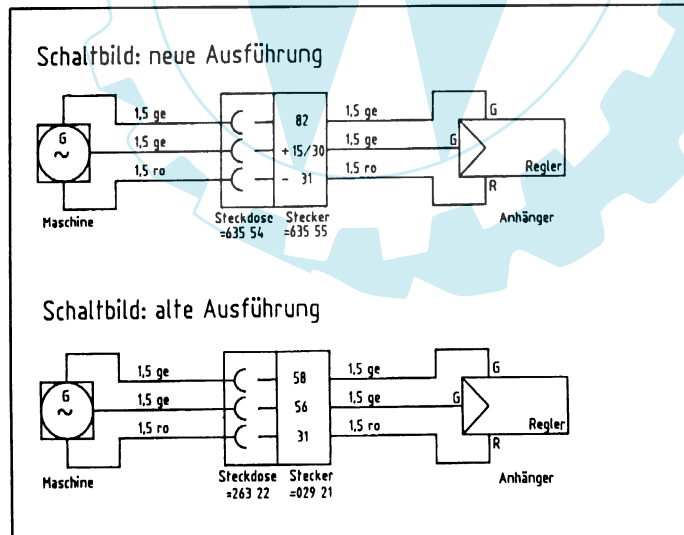 Schaltbild: neue Ausführung
1,5 ge
82
1,5 ge
G
G
~
1,5 ge
+15/30
1,5 ge
G
Regler
1,5 ro
- 31
1,5 ro
R
Maschine
Steckdose
=635 54
Stecker
=635 55
Anhänger
Schaltbild: alte Ausführung
1,5 ge
58
1,5 ge
G
G
~
1,5 ge
56
1,5 ge
G
Regler
1,5 ro
31
1,5 ro
R
Maschine
Steckdose
=263 22
Stecker
=029 21
Anhänger